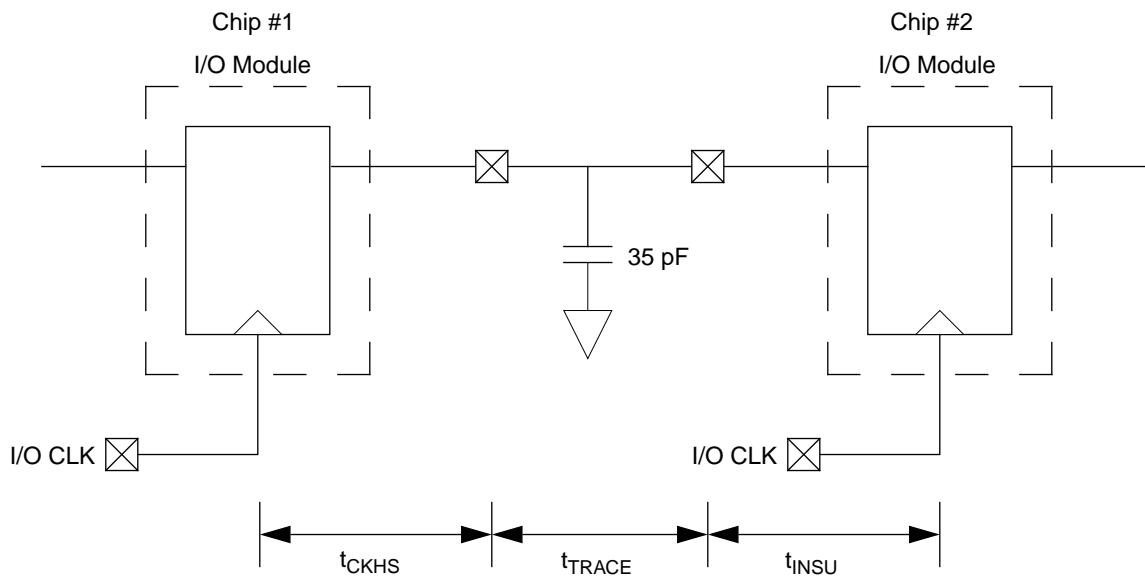 Chip #1
I/O Module
Chip #2
I/O Module
35 pF
I/O CLK
I/O CLK
tCKHS
tTRACE
tINSU